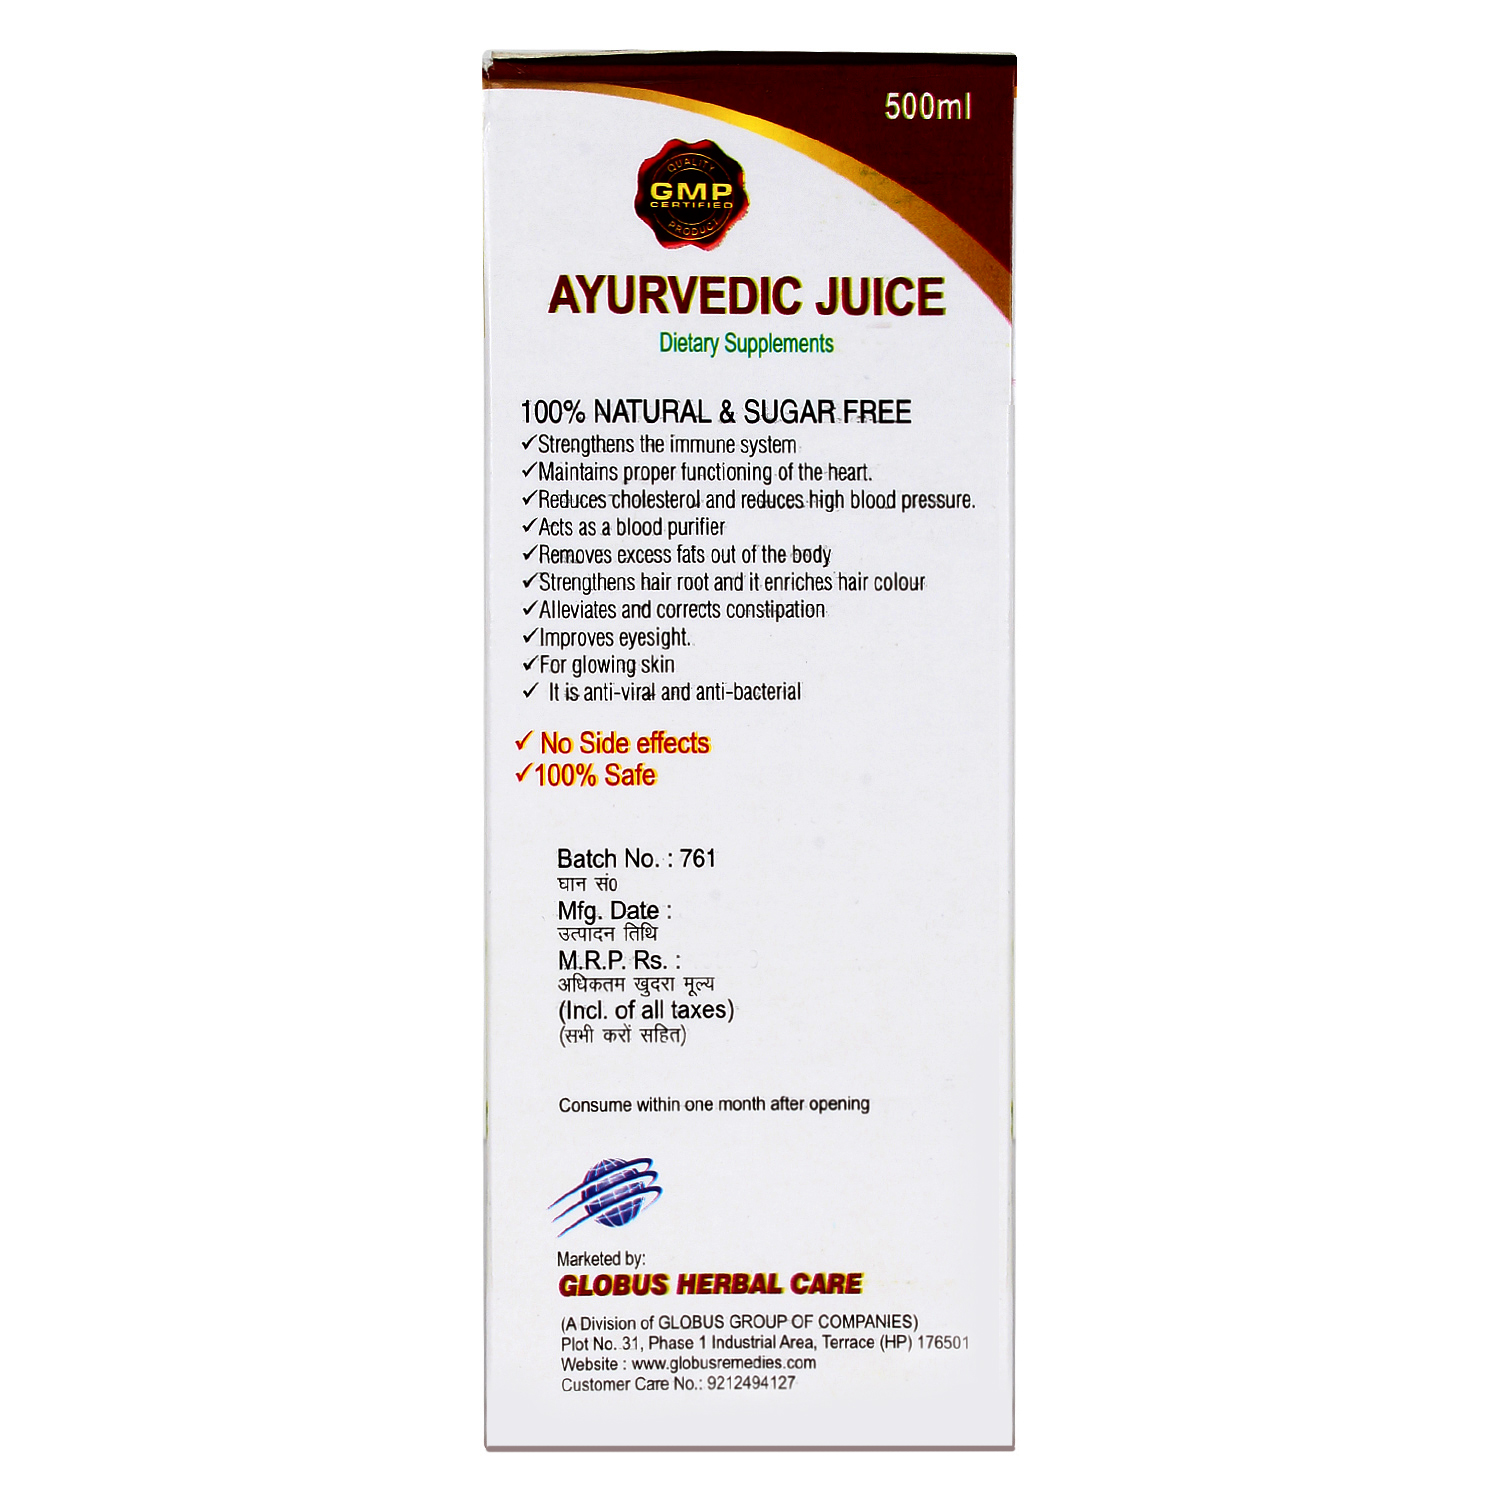 500ml
QUALITY
GMP
CERTIFIED
PRODUCT
AYURVEDIC JUICE
Dietary Supplements
100% NATURAL & SUGAR FREE
✓Strengthens the immune system
✓Maintains proper functioning of the heart.
✓Reduces cholesterol and reduces high blood pressure.
✓Acts as a blood purifier
✓Removes excess fats out of the body
✓Strengthens hair root and it enriches hair colour
✓Alleviates and corrects constipation
✓Improves eyesight.
✓For glowing skin
✓ It is anti-viral and anti-bacterial
✓ No Side effects
✓100% Safe
Batch No. : 761
घान सं0
Mfg. Date :
उत्पादन तिथि
M.R.P. Rs. :
अधिकतम खुदरा मूल्य
(Incl. of all taxes)
(सभी करों सहित)
Consume within one month after opening
Marketed by:
GLOBUS HERBAL CARE
(A Division of GLOBUS GROUP OF COMPANIES)
Plot No. 31, Phase 1 Industrial Area, Terrace (HP) 176501
Website : www.globusremedies.com
Customer Care No.: 9212494127